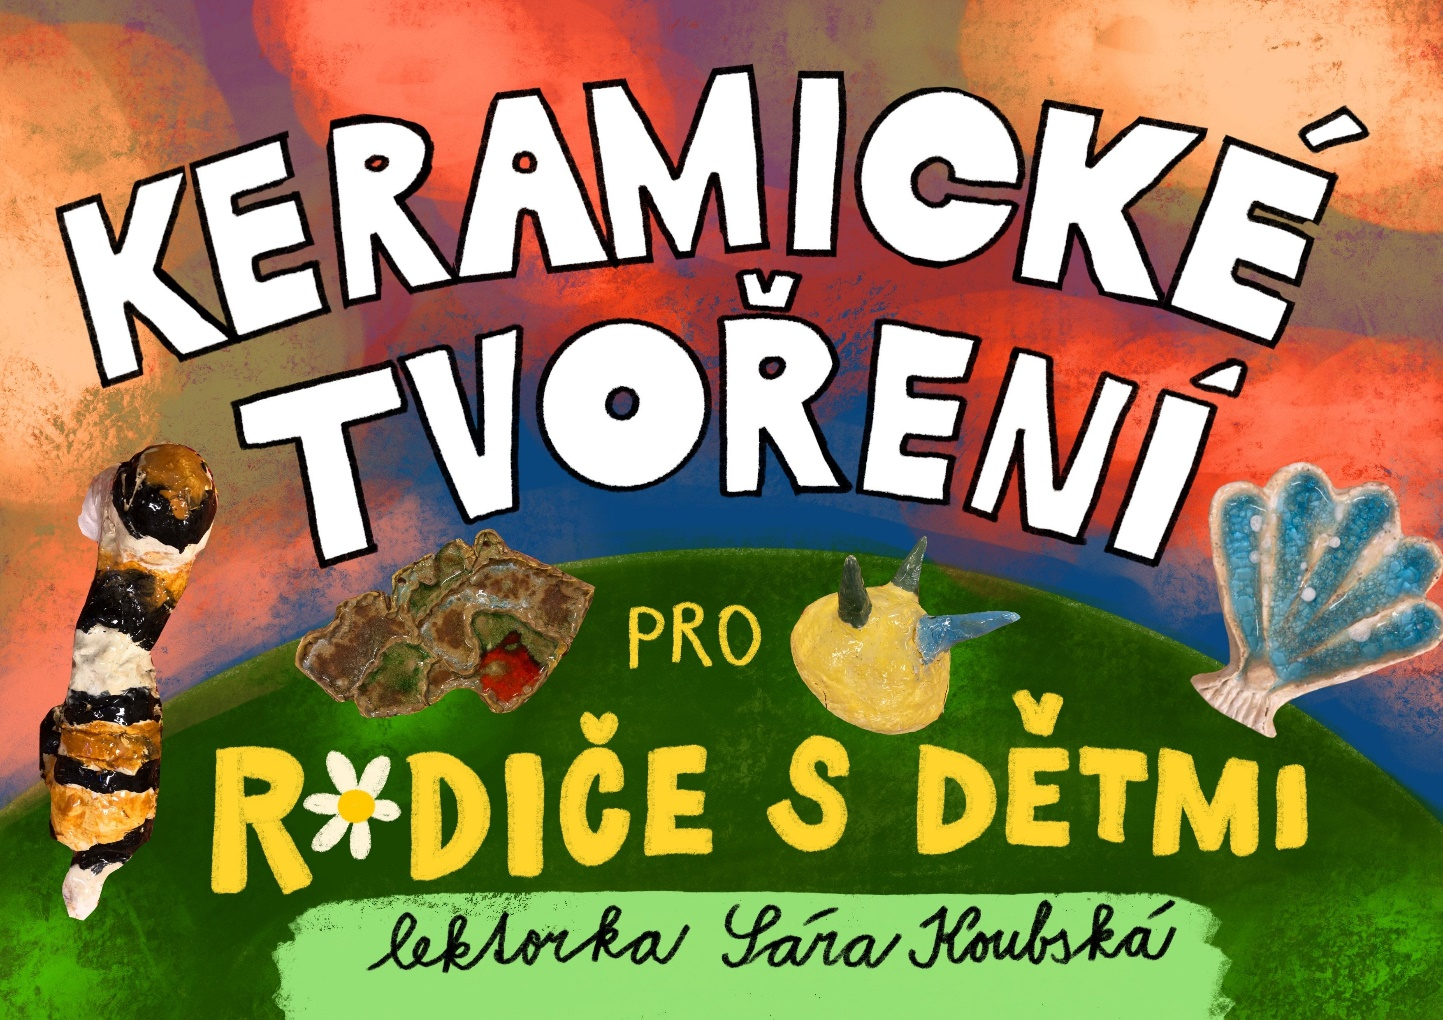 KERAMICKÉ
TVOŘENÍ
PRO
RODIČE S DĚTMI
lektorka Sára Koubská